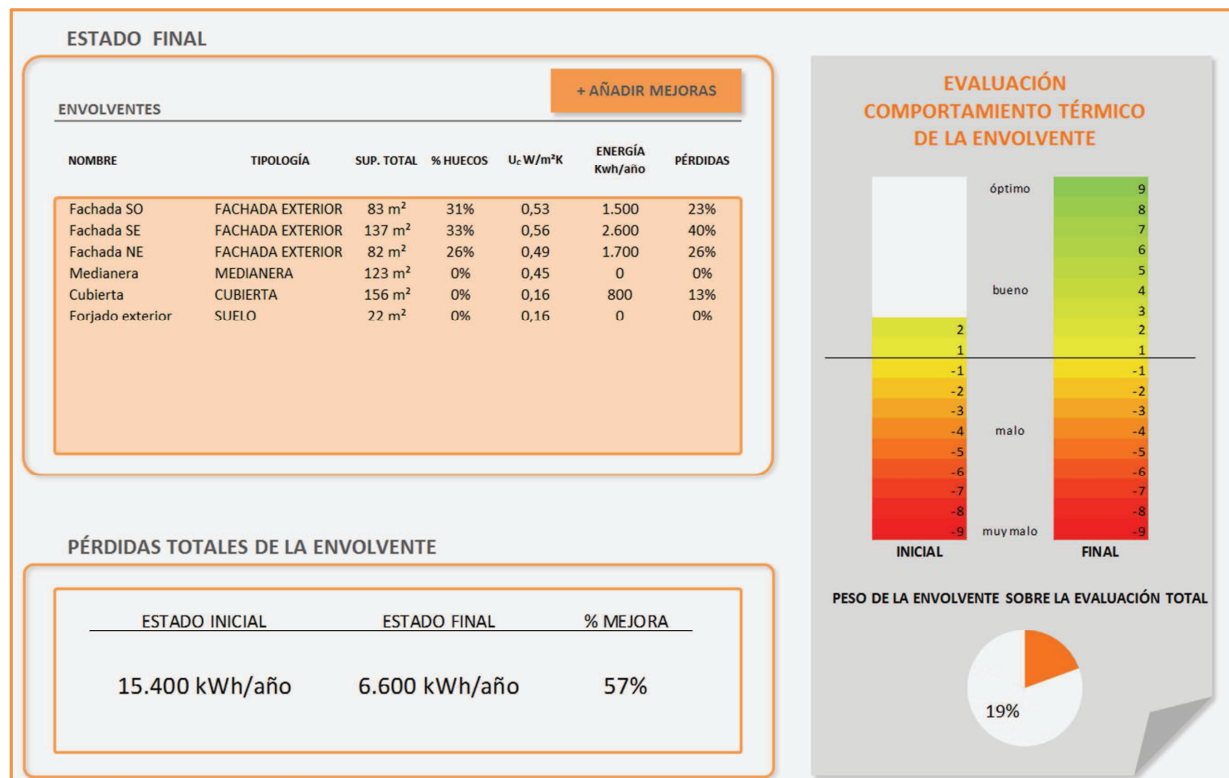 ESTADO FINAL
+ AÑADIR MEJORAS
ENVOLVENTES
NOMBRE TIPOLOGÍA SUP. TOTAL % HUECOS Uc W/m²K ENERGÍA Kwh/año PÉRDIDAS
Fachada SO FACHADA EXTERIOR 83 m² 31% 0,53 1.500 23%
Fachada SE FACHADA EXTERIOR 137 m² 33% 0,56 2.600 40%
Fachada NE FACHADA EXTERIOR 82 m² 26% 0,49 1.700 26%
Medianera MEDIANERA 123 m² 0% 0,45 0 0%
Cubierta CUBIERTA 156 m² 0% 0,16 800 13%
Forjado exterior SUELO 22 m² 0% 0,16 0 0%
PÉRDIDAS TOTALES DE LA ENVOLVENTE
ESTADO INICIAL ESTADO FINAL % MEJORA
15.400 kWh/año 6.600 kWh/año 57%
EVALUACIÓN
COMPORTAMIENTO TÉRMICO
DE LA ENVOLVENTE
óptimo 9
8
7
6
5
bueno 4
3
2 2
1 1
-1 -1
-2 -2
-3 -3
-4 malo -4
-5 -5
-6 -6
-7 -7
-8 -8
-9 muy malo -9
INICIAL FINAL
PESO DE LA ENVOLVENTE SOBRE LA EVALUACIÓN TOTAL
19%